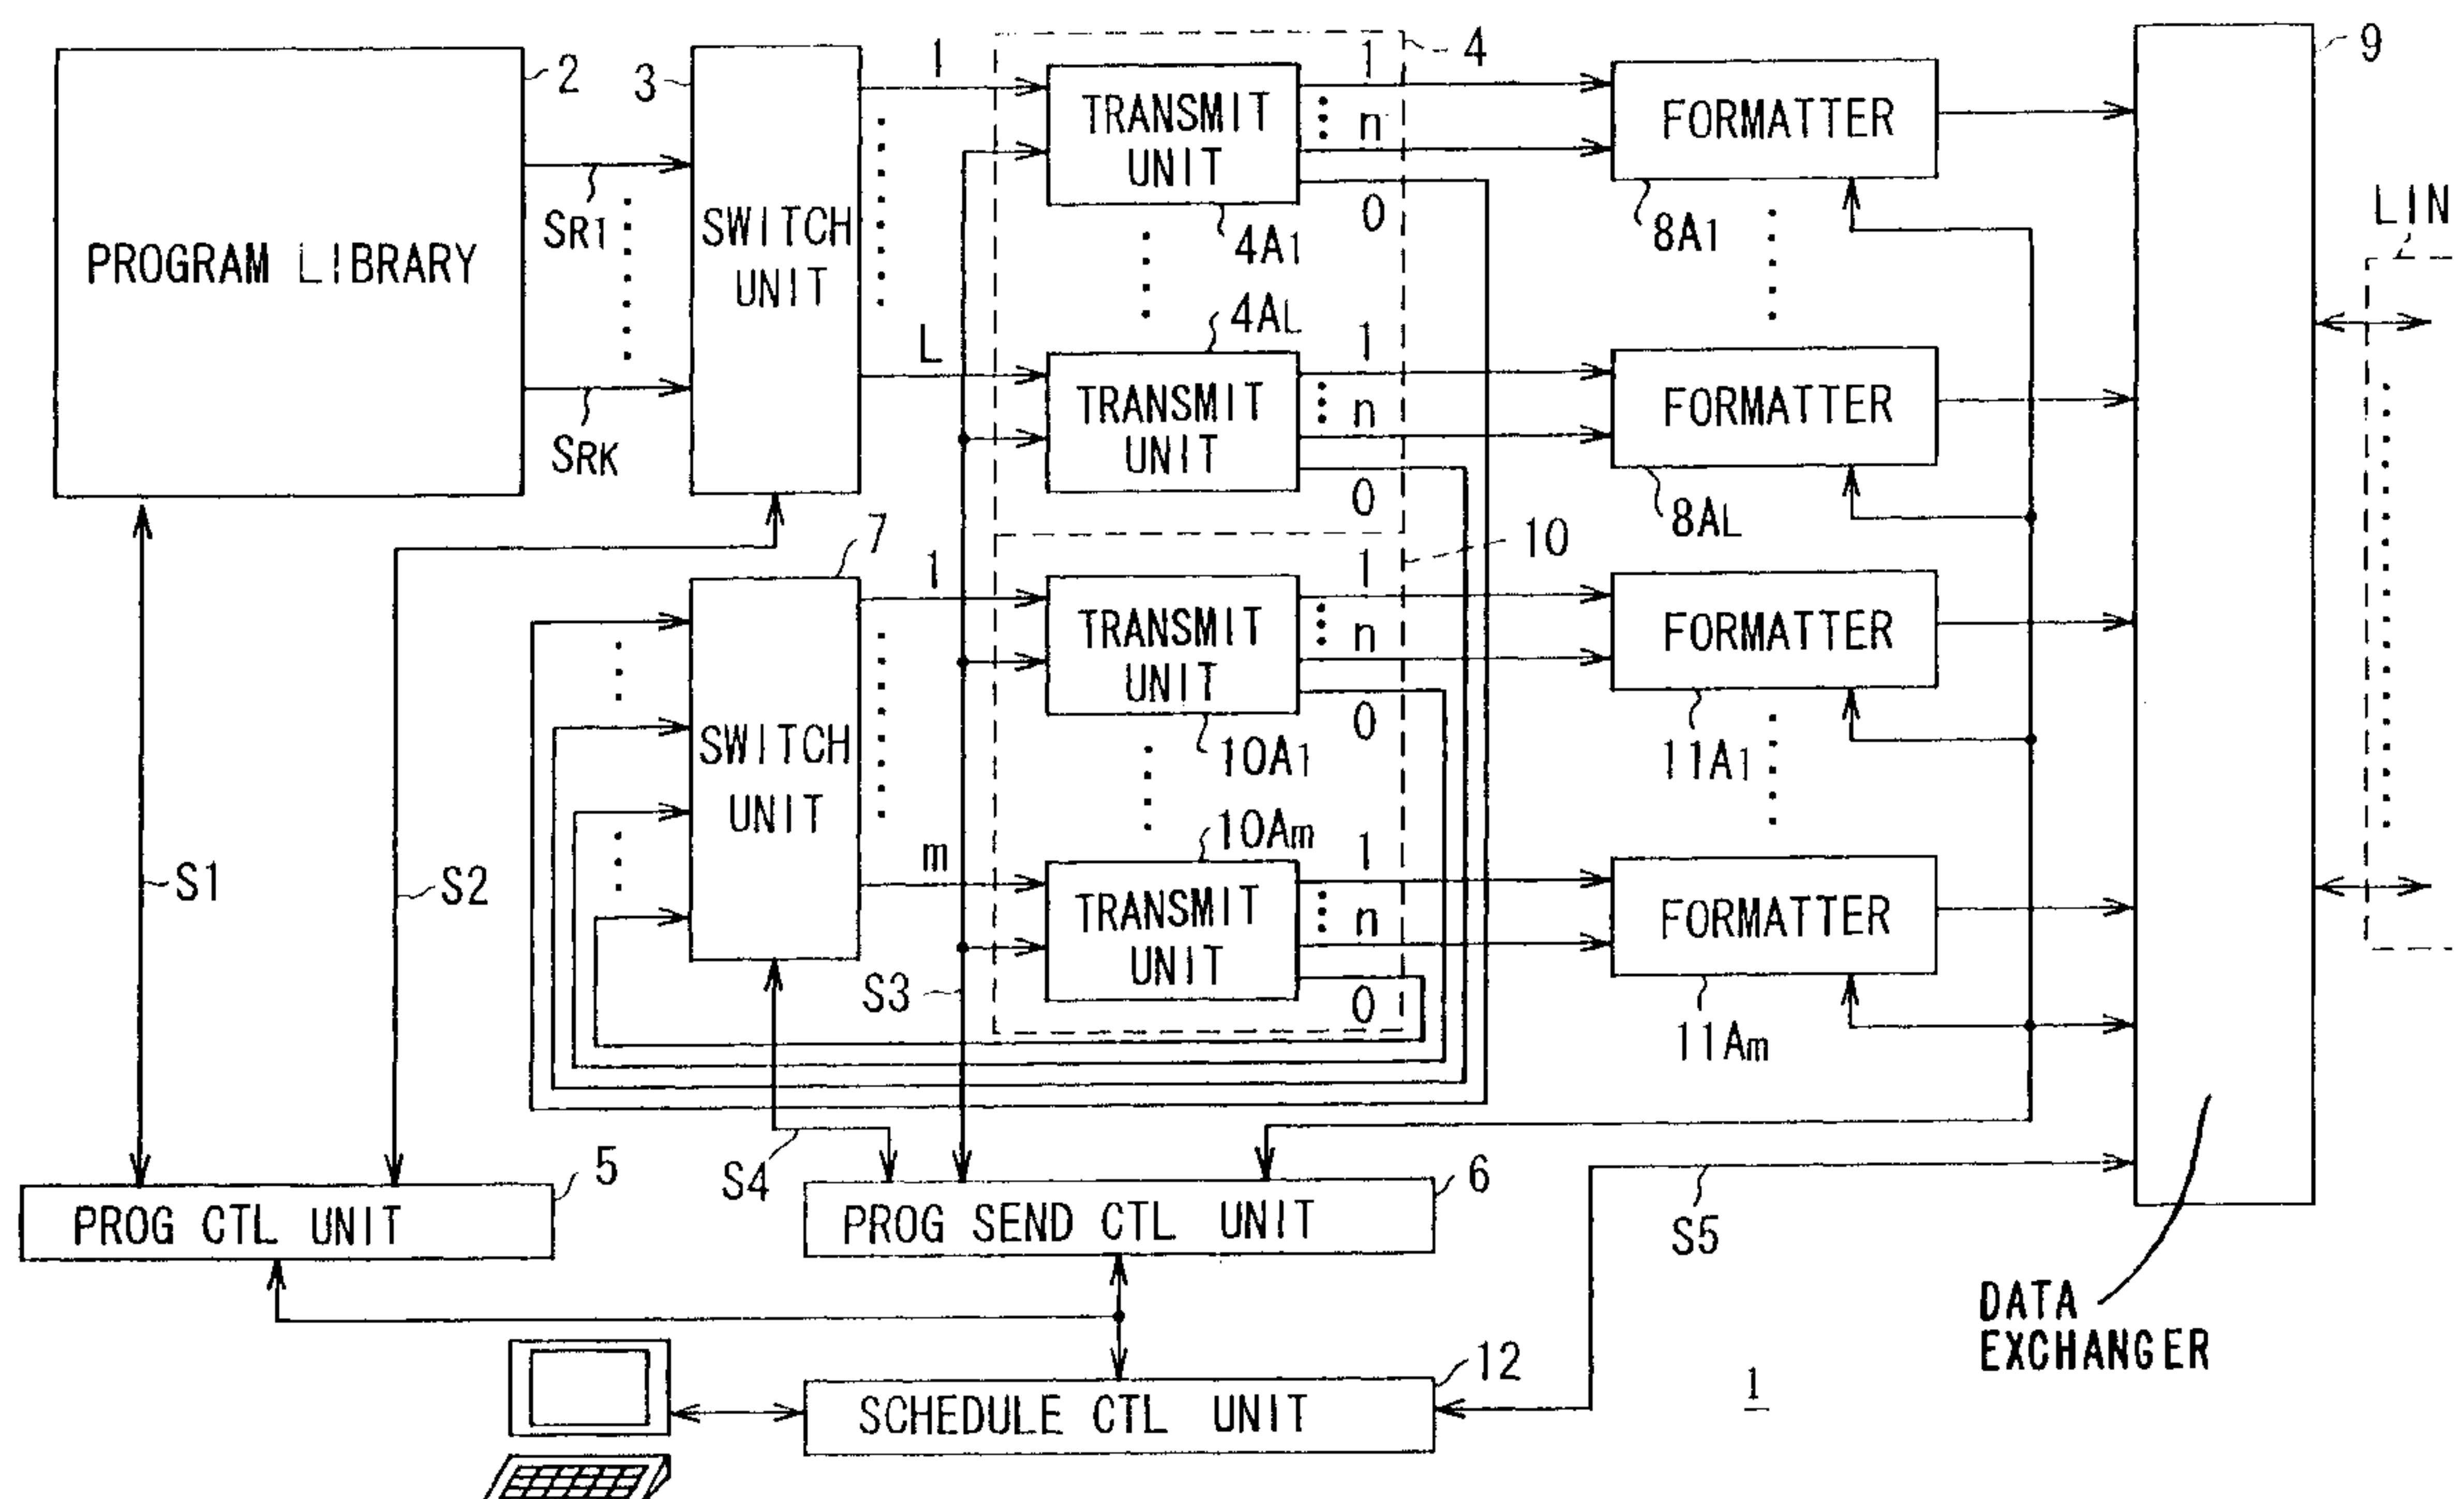 PROGRAM LIBRARY
2
SR1
SRK
3
SWITCH
UNIT
1
L
4
TRANSMIT
UNIT
1
n
0
4A1
4AL
TRANSMIT
UNIT
1
n
0
FORMATTER
8A1
FORMATTER
8AL
9
LIN
7
SWITCH
UNIT
1
m
10
TRANSMIT
UNIT
1
n
0
10A1
10Am
TRANSMIT
UNIT
1
n
0
FORMATTER
11A1
FORMATTER
11Am
S1
S2
S3
S4
5
PROG CTL UNIT
6
PROG SEND CTL UNIT
S5
DATA
EXCHANGER
12
SCHEDULE CTL UNIT
1